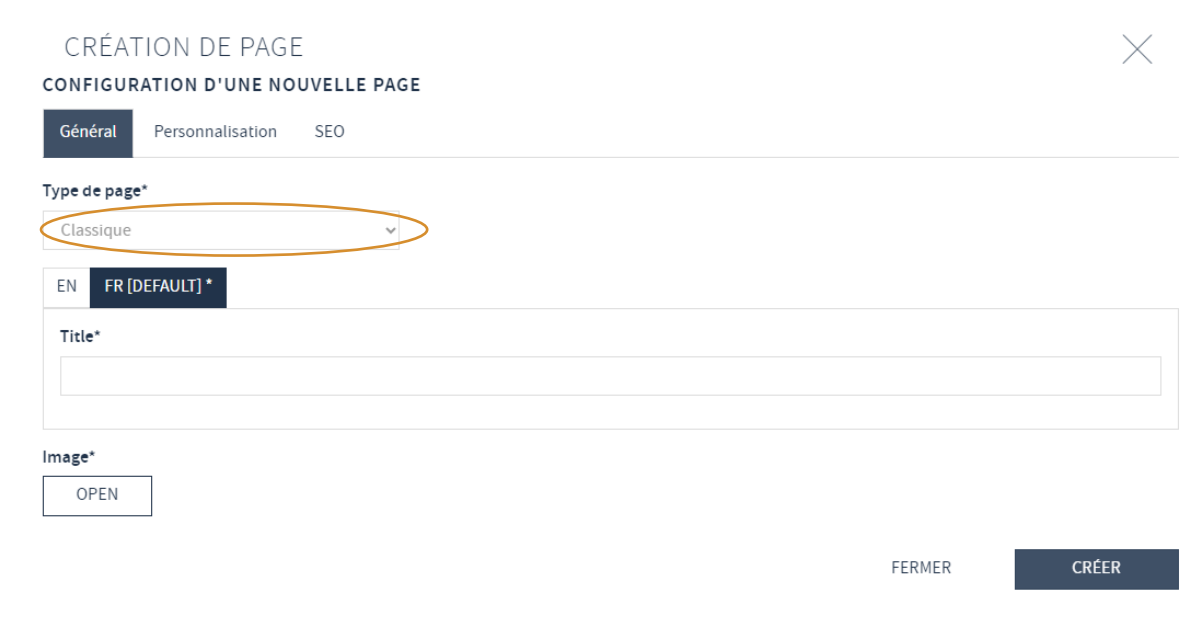 CRÉATION DE PAGE
CONFIGURATION D'UNE NOUVELLE PAGE
Général Personnalisation SEO
Type de page*
Classique
EN FR [DEFAULT] *
Title*
Image*
OPEN
FERMER CRÉER